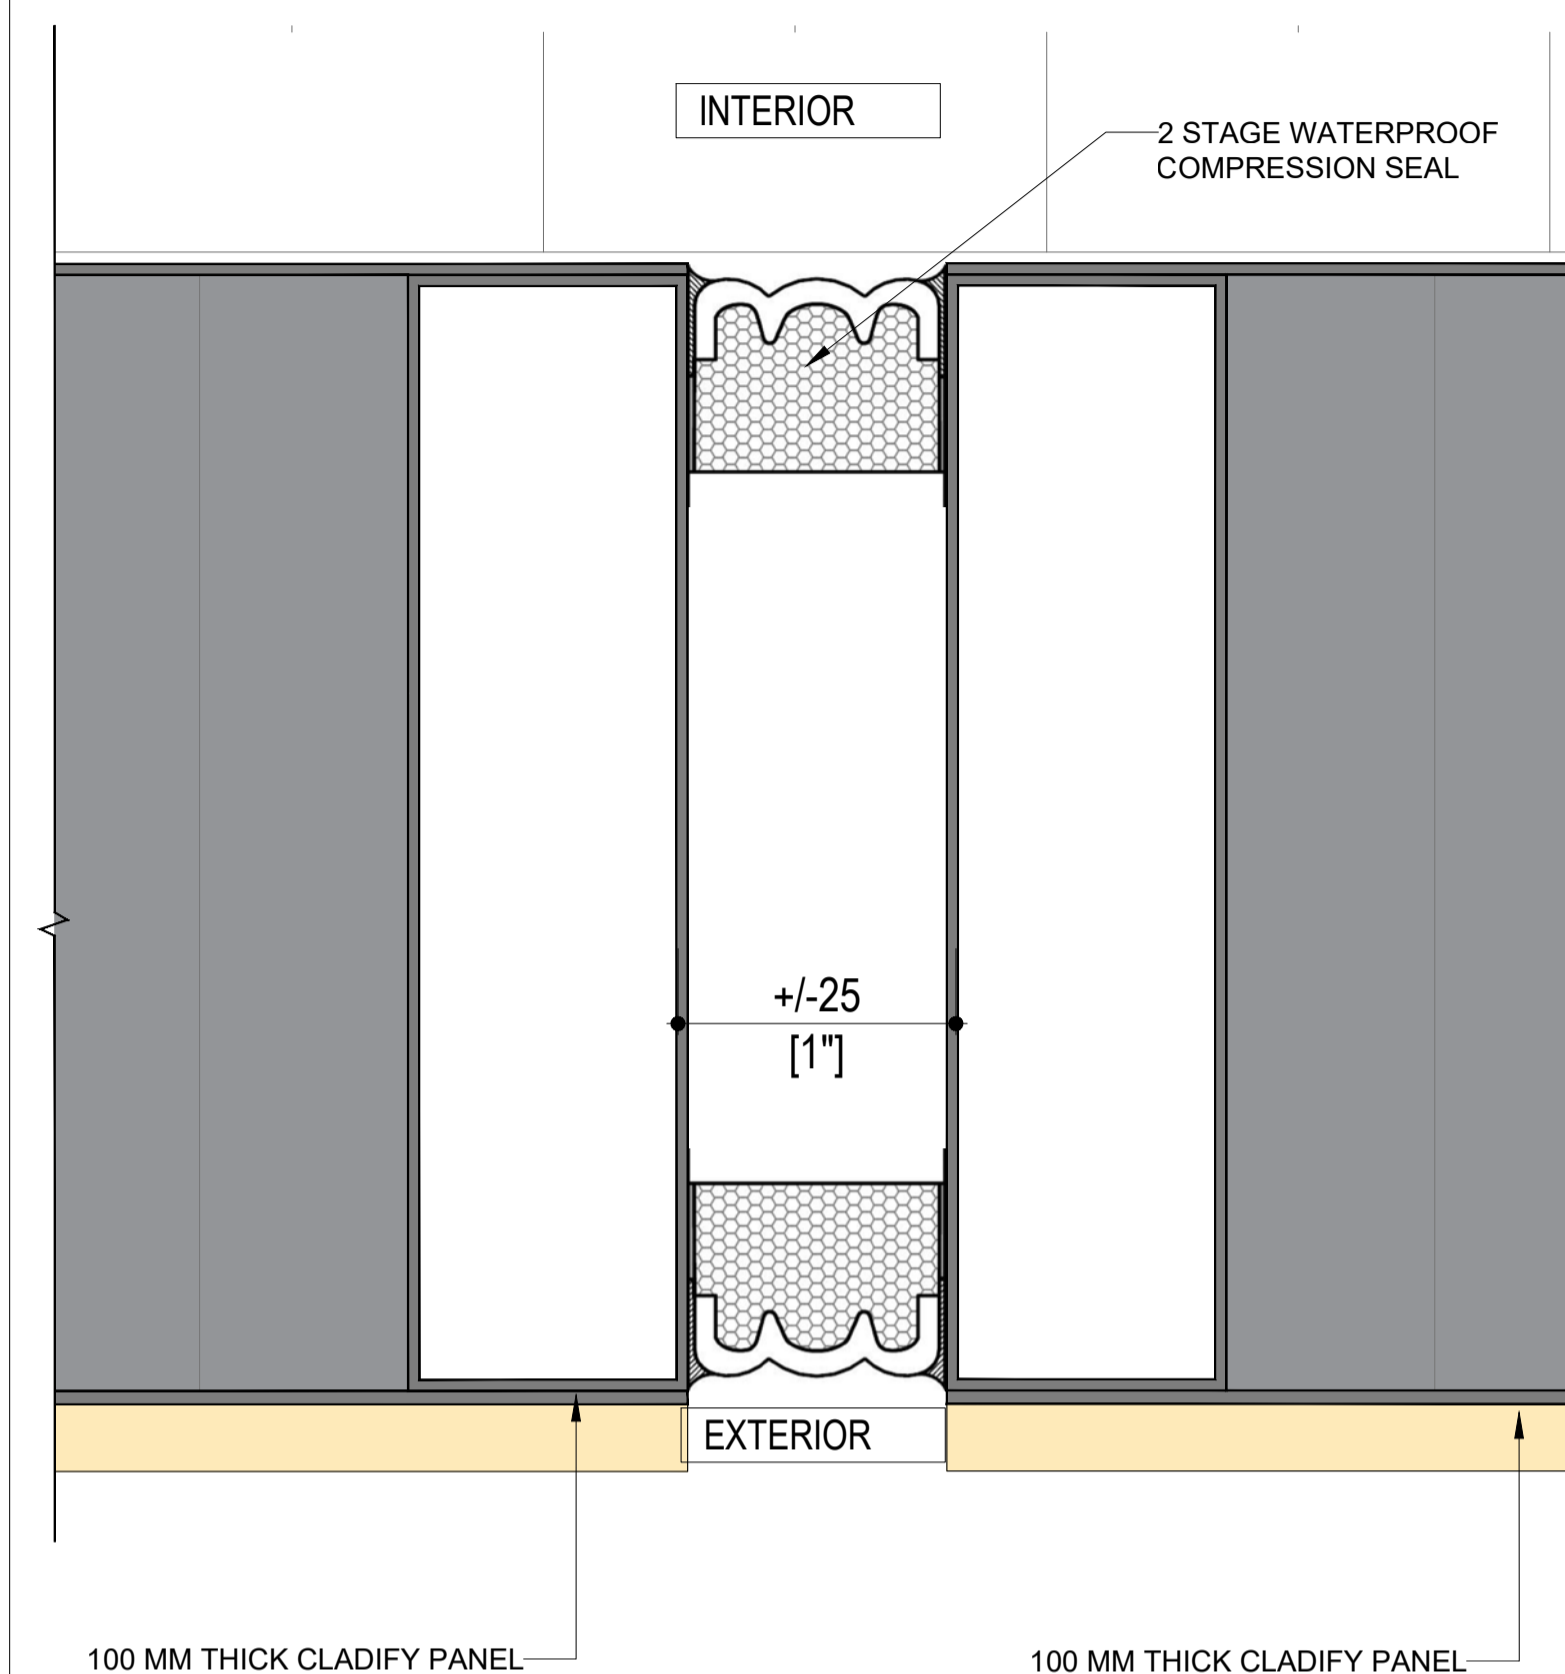 INTERIOR
2 STAGE WATERPROOF
COMPRESSION SEAL
+/-25
[1"]
EXTERIOR
100 MM THICK CLADIFY PANEL
100 MM THICK CLADIFY PANEL